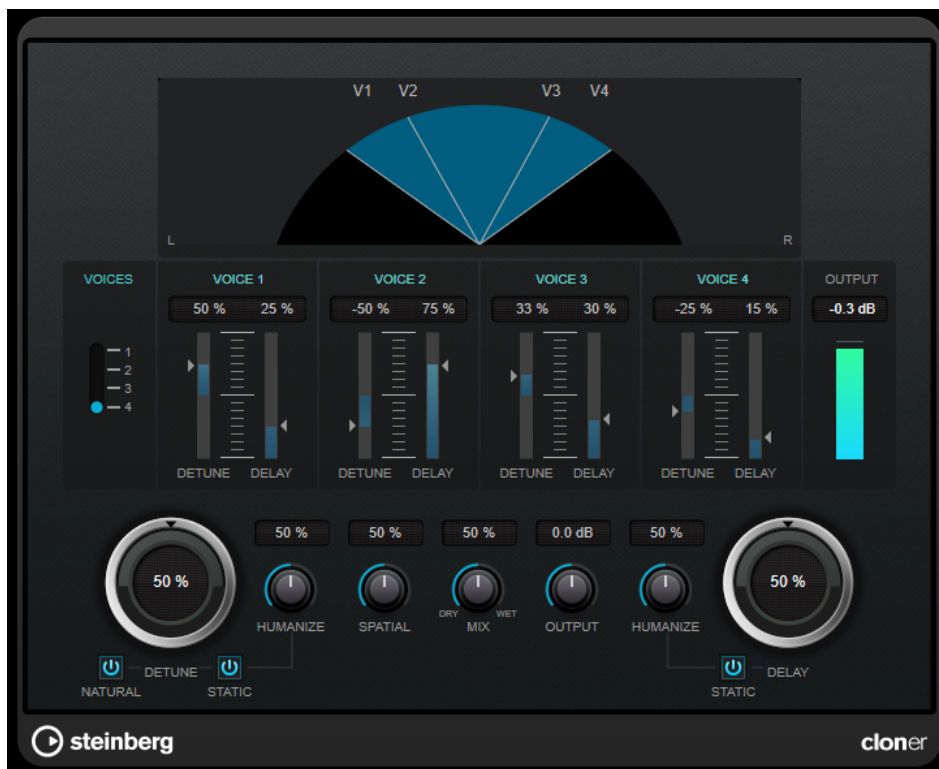 V1 V2 V3 V4
L R
VOICES VOICE 1 VOICE 2 VOICE 3 VOICE 4 OUTPUT
50 % 25 % -50 % 75 % 33 % 30 % -25 % 15 % -0.3 dB
1
2
3
4
DETUNE DELAY DETUNE DELAY DETUNE DELAY DETUNE DELAY
50 % 50 % 50 % 0.0 dB 50 %
50 % 50 %
DRY WET
HUMANIZE SPATIAL MIX OUTPUT HUMANIZE
DETUNE DELAY
NATURAL STATIC STATIC
steinberg cloner